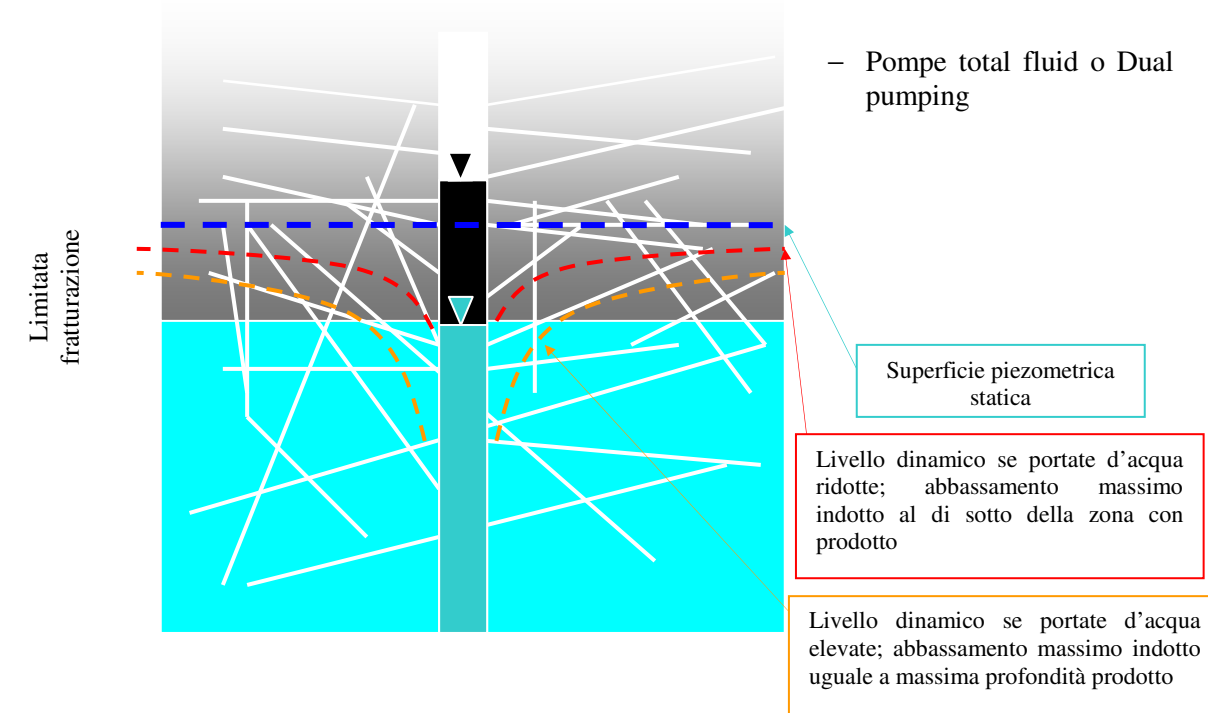 – Pompe total fluid o Dual
pumping
Limitata
fratturazione
Superficie piezometrica
statica
Livello dinamico se portate d'acqua
ridotte; abbassamento massimo
indotto al di sotto della zona con
prodotto
Livello dinamico se portate d'acqua
elevate; abbassamento massimo indotto
uguale a massima profondità prodotto